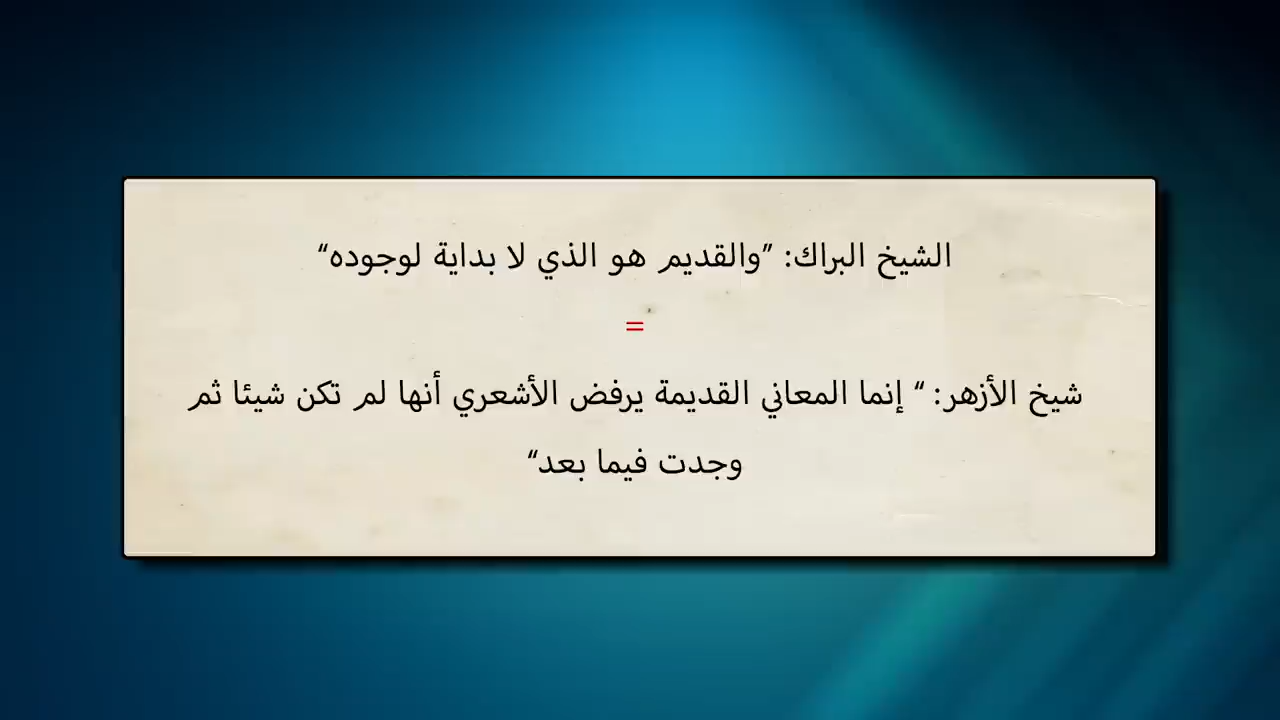 الشيخ البراك: ”والقديم هو الذي لا بداية لوجوده“
=
شيخ الأزهر: “ إنما المعاني القديمة يرفض الأشعري أنها لم تكن شيئا ثم
وجدت فيما بعد“